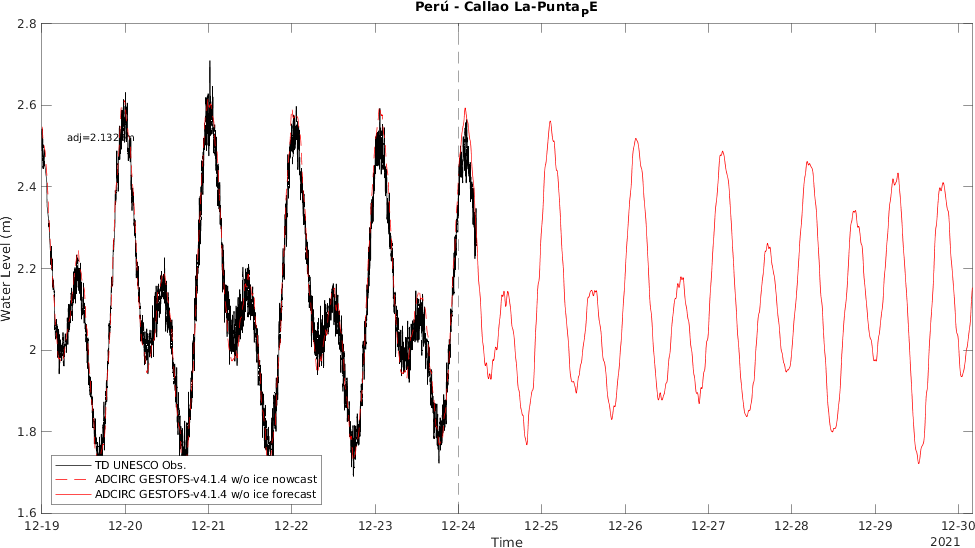 Perú - Callao La-PuntaPE
2.8
2.6
2.4
2.2
2
1.8
1.6
Water Level (m)
adj=2.132 m
TD UNESCO Obs.
ADCIRC GESTOFS-v4.1.4 w/o ice nowcast
ADCIRC GESTOFS-v4.1.4 w/o ice forecast
12-19 12-20 12-21 12-22 12-23 12-24 12-25 12-26 12-27 12-28 12-29 12-30
Time
2021